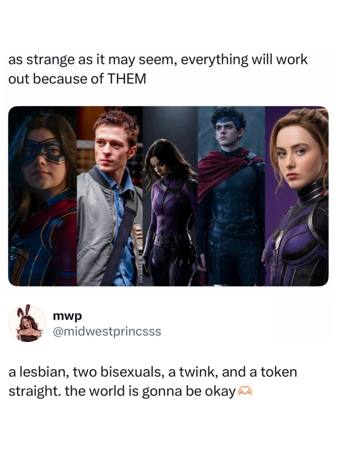 as strange as it may seem, everything will work
out because of THEM
mwp
@midwestprincsss
a lesbian, two bisexuals, a twink, and a token
straight. the world is gonna be okay🫶🏻